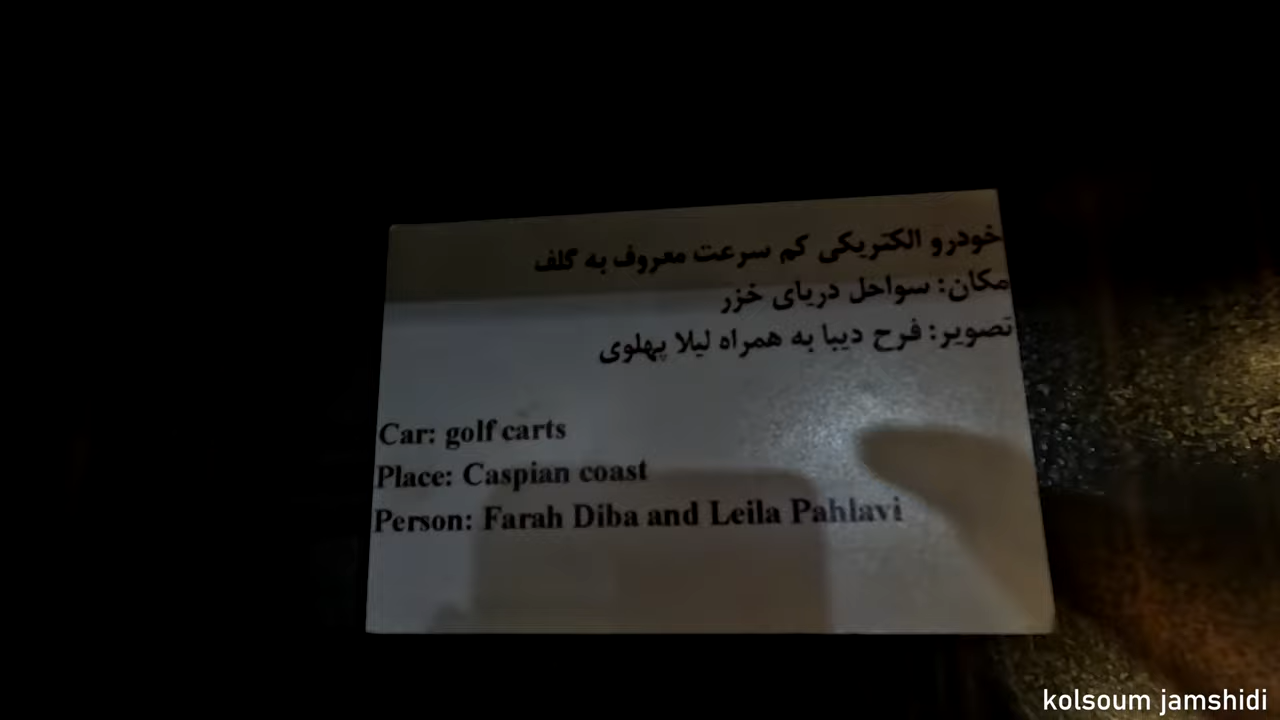 خودرو الکتریکی کم سرعت معروف به گلف
مکان: سواحل دریای خزر
تصویر: فرح دیبا به همراه لیلا پهلوی
Car: golf carts
Place: Caspian coast
Person: Farah Diba and Leila Pahlavi
kolsoum jamshidi